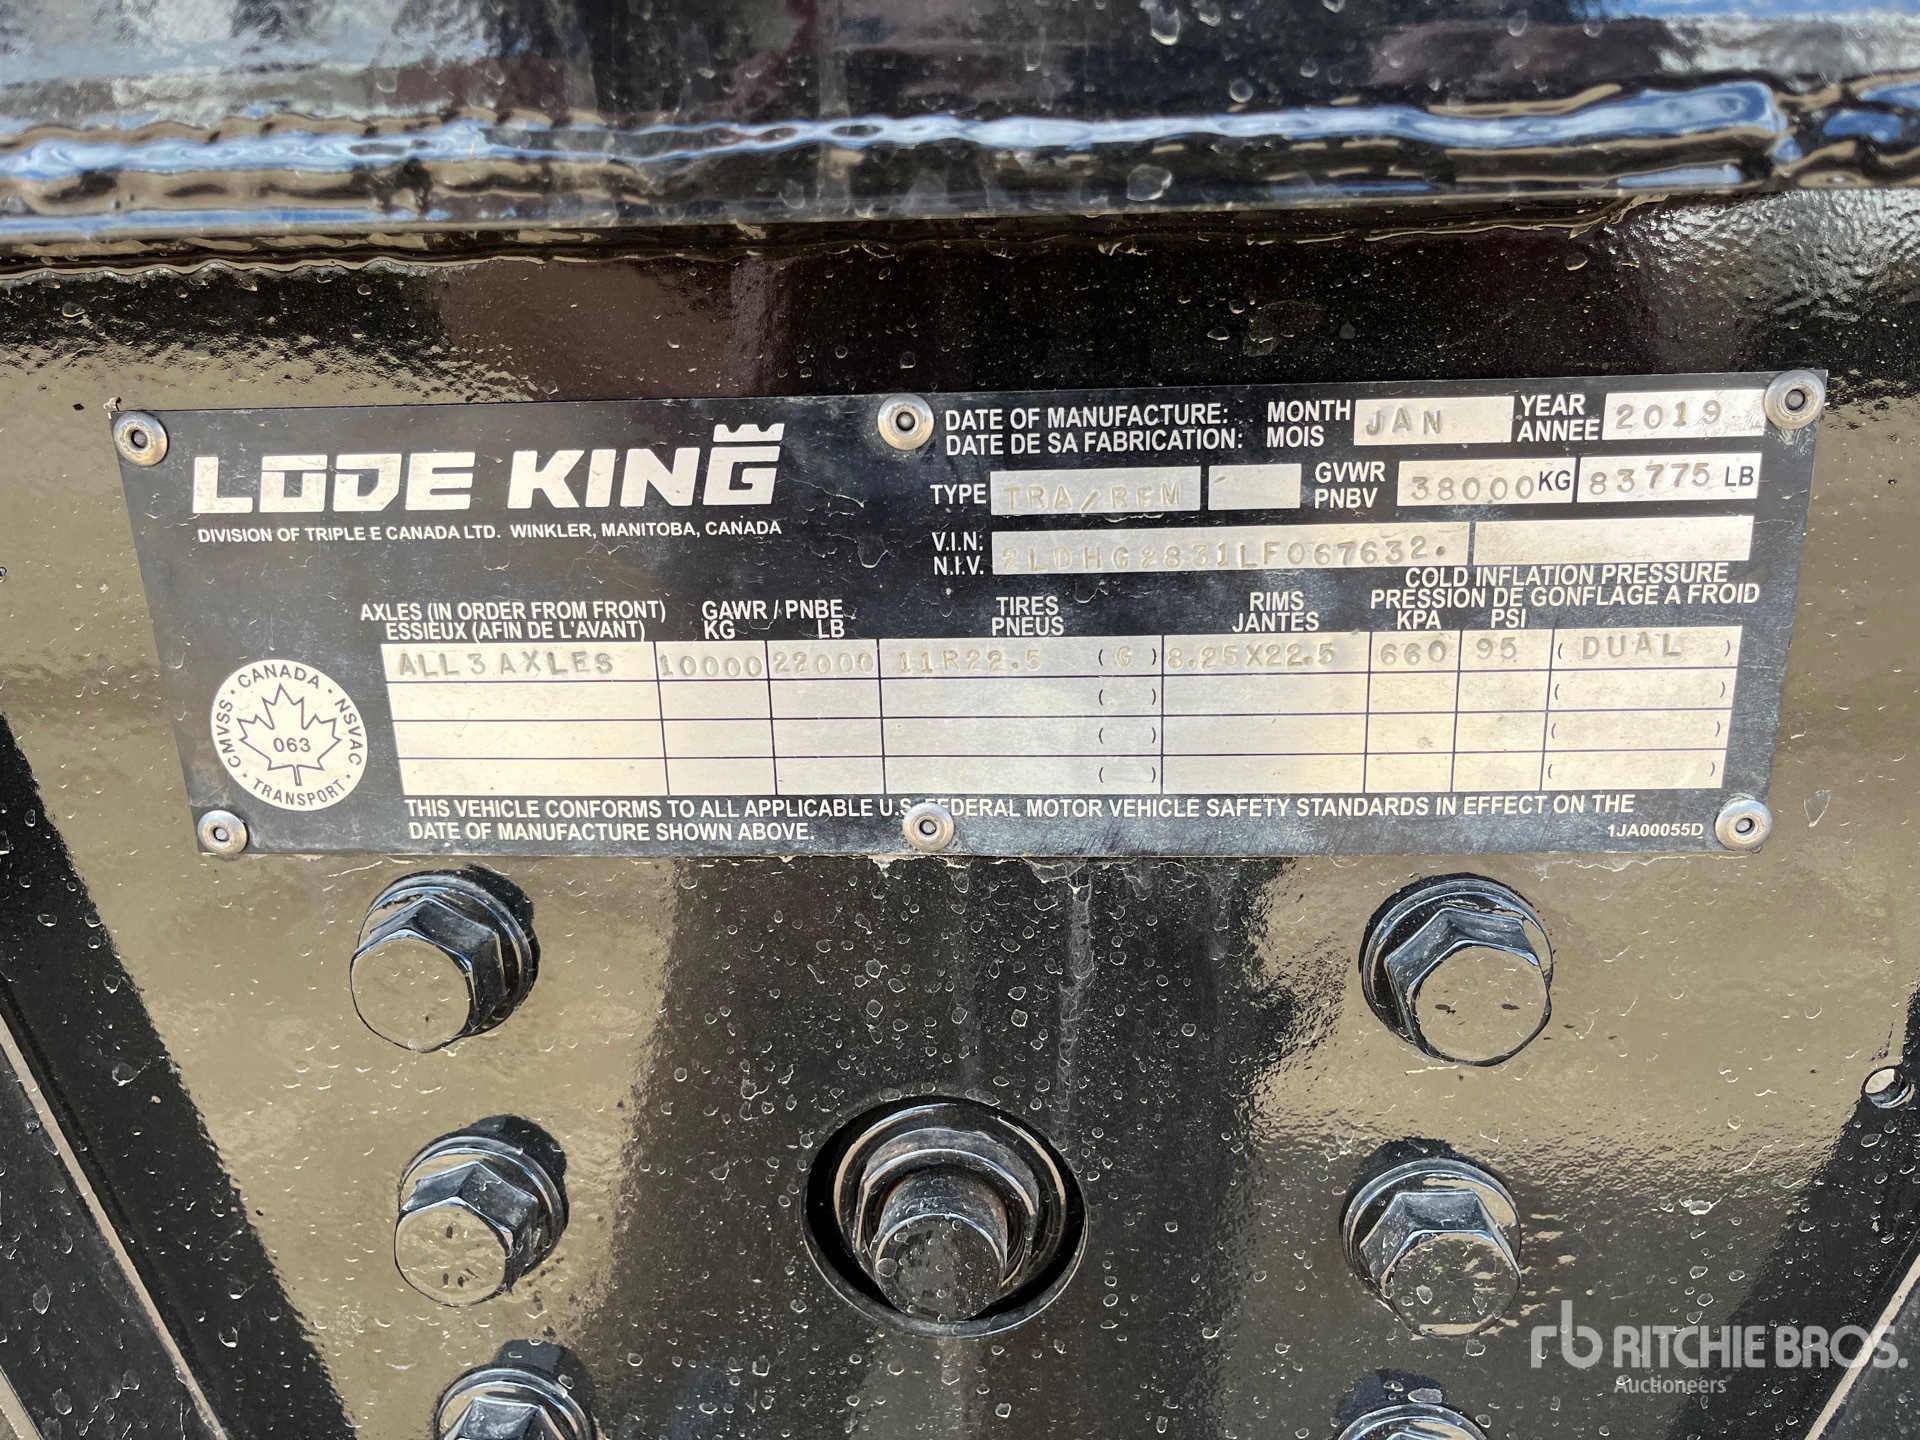 LODE KING
DIVISION OF TRIPLE E CANADA LTD. WINKLER, MANITOBA, CANADA
DATE OF MANUFACTURE: MONTH JAN YEAR 2019
DATE DE SA FABRICATION: MOIS ANNEE
TYPE TRA/REM GVWR 38000 KG 83775 LB
PNBV
V.I.N: 2LDHG2831LF067632.
N.I.V.
COLD INFLATION PRESSURE
AXLES (IN ORDER FROM FRONT) GAWR / PNBE TIRES RIMS PRESSION DE GONFLAGE A FROID
ESSIEUX (AFIN DE L'AVANT) KG LB PNEUS JANTES KPA PSI
ALL 3 AXLES 10000 22000 11R22.5 ( G ) 8.25X22.5 660 95 ( DUAL )
( ) ( )
( ) ( )
( ) ( )
CANADA
CMVSS · NSVAC
063
TRANSPORT
THIS VEHICLE CONFORMS TO ALL APPLICABLE U.S. FEDERAL MOTOR VEHICLE SAFETY STANDARDS IN EFFECT ON THE
DATE OF MANUFACTURE SHOWN ABOVE. 1JA00055D
rb RITCHIE BROS.
Auctioneers